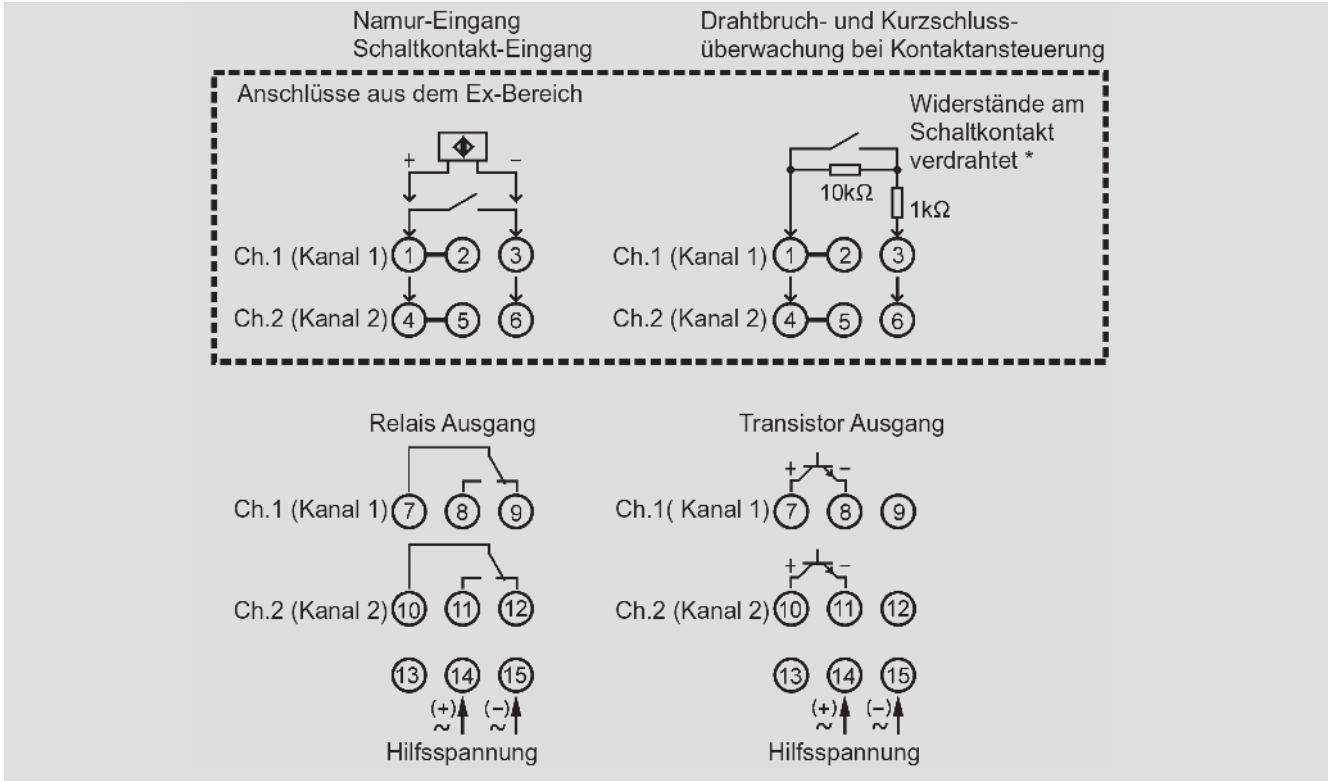 Namur-Eingang
Schaltkontakt-Eingang
Drahtbruch- und Kurzschluss-
überwachung bei Kontaktansteuerung
Anschlüsse aus dem Ex-Bereich
Widerstände am
Schaltkontakt
verdrahtet *
+ −
10kΩ
1kΩ
Ch.1 (Kanal 1) 1 2 3
Ch.2 (Kanal 2) 4 5 6
Ch.1 (Kanal 1) 1 2 3
Ch.2 (Kanal 2) 4 5 6
Relais Ausgang
Ch.1 (Kanal 1) 7 8 9
Ch.2 (Kanal 2) 10 11 12
13 14 15
(+) (−)
~ ~
Hilfsspannung
Transistor Ausgang
+ −
Ch.1( Kanal 1) 7 8 9
+ −
Ch.2 (Kanal 2) 10 11 12
13 14 15
(+) (−)
~ ~
Hilfsspannung